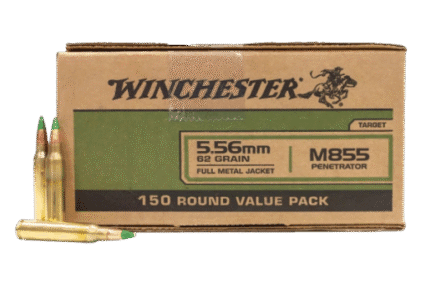 WINCHESTER
TARGET
5.56mm
62 GRAIN
FULL METAL JACKET
M855
PENETRATOR
150 ROUND VALUE PACK